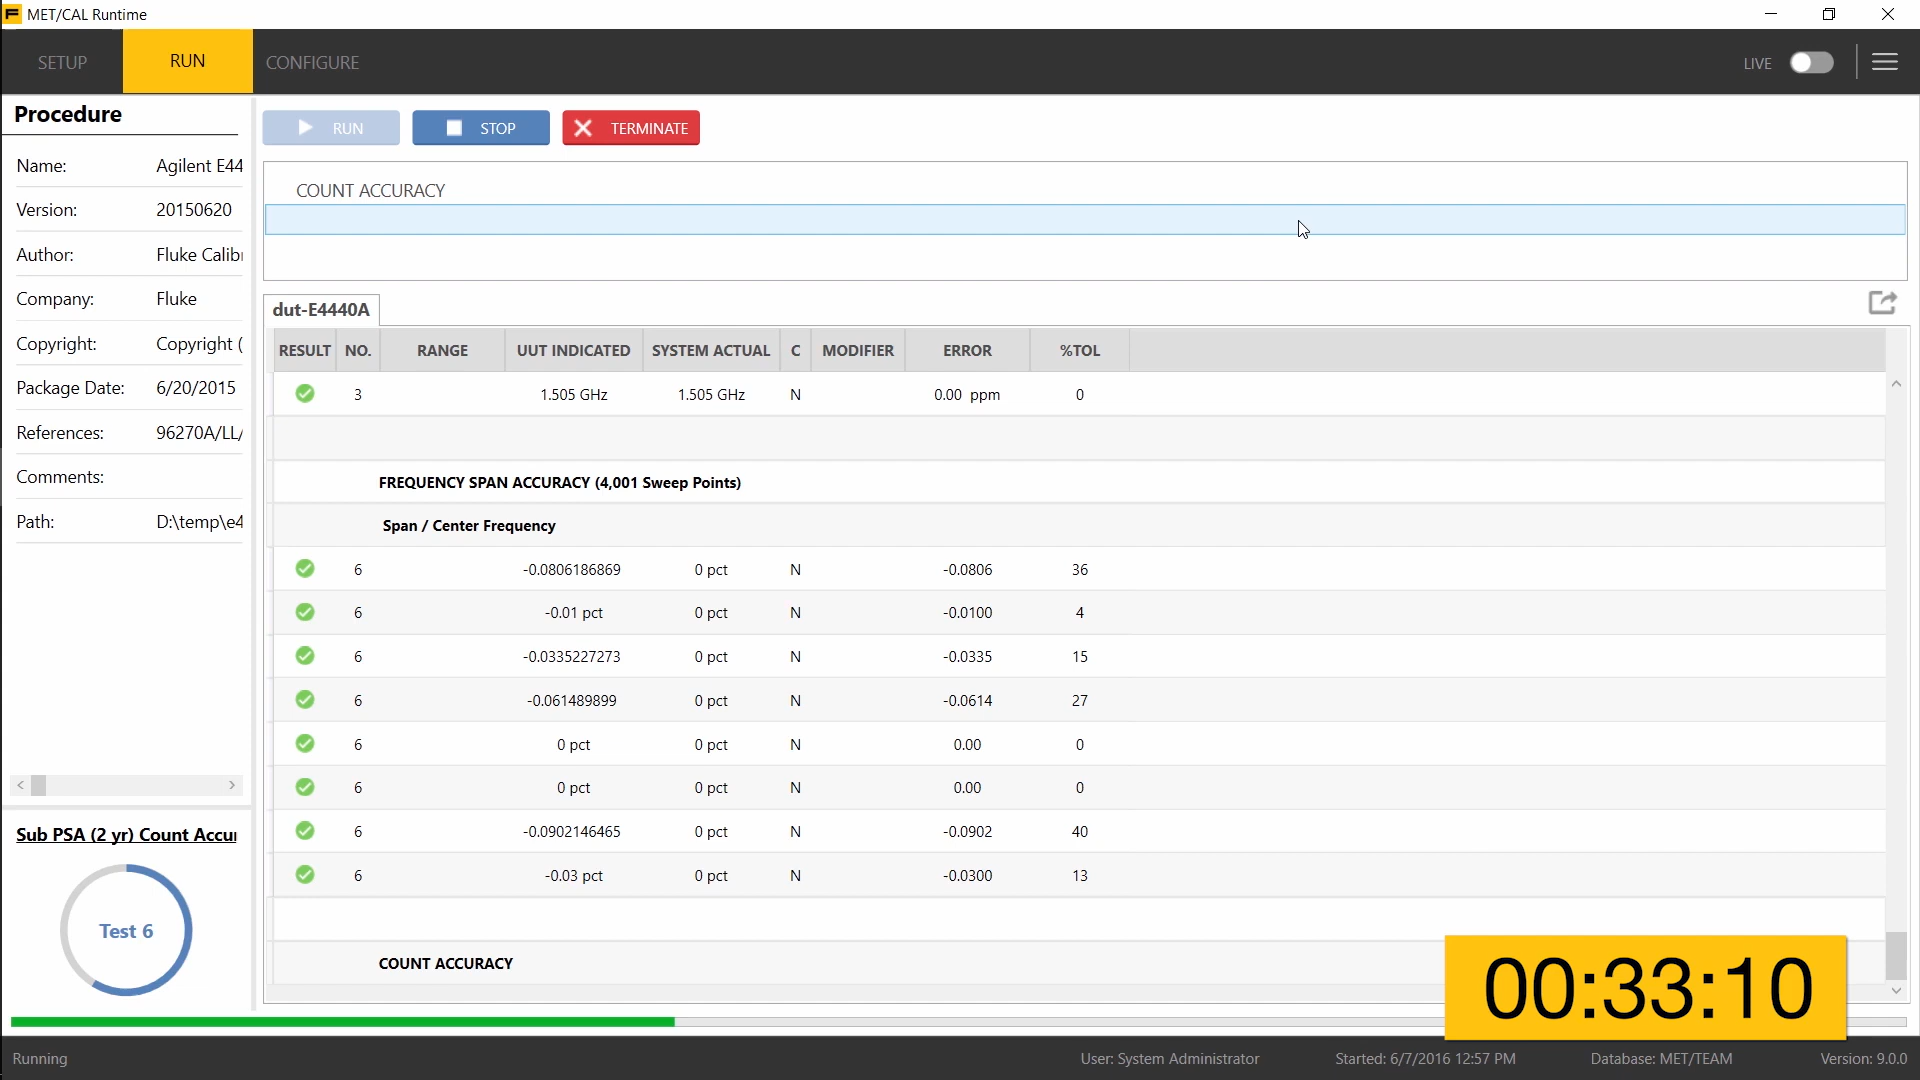 MET/CAL Runtime
SETUP RUN CONFIGURE LIVE
Procedure
RUN STOP TERMINATE
Name: Agilent E44
Version: 20150620
Author: Fluke Calib
Company: Fluke
Copyright: Copyright (
Package Date: 6/20/2015
References: 96270A/LL/
Comments:
Path: D:\temp\e4
COUNT ACCURACY
dut-E4440A
RESULT NO. RANGE UUT INDICATED SYSTEM ACTUAL C MODIFIER ERROR %TOL
3 1.505 GHz 1.505 GHz N 0.00 ppm 0
FREQUENCY SPAN ACCURACY (4,001 Sweep Points)
Span / Center Frequency
6 -0.0806186869 0 pct N -0.0806 36
6 -0.01 pct 0 pct N -0.0100 4
6 -0.0335227273 0 pct N -0.0335 15
6 -0.061489899 0 pct N -0.0614 27
6 0 pct 0 pct N 0.00 0
6 0 pct 0 pct N 0.00 0
6 -0.0902146465 0 pct N -0.0902 40
6 -0.03 pct 0 pct N -0.0300 13
COUNT ACCURACY
Sub PSA (2 yr) Count Accu
Test 6
00:33:10
Running User: System Administrator Started: 6/7/2016 12:57 PM Database: MET/TEAM Version: 9.0.0